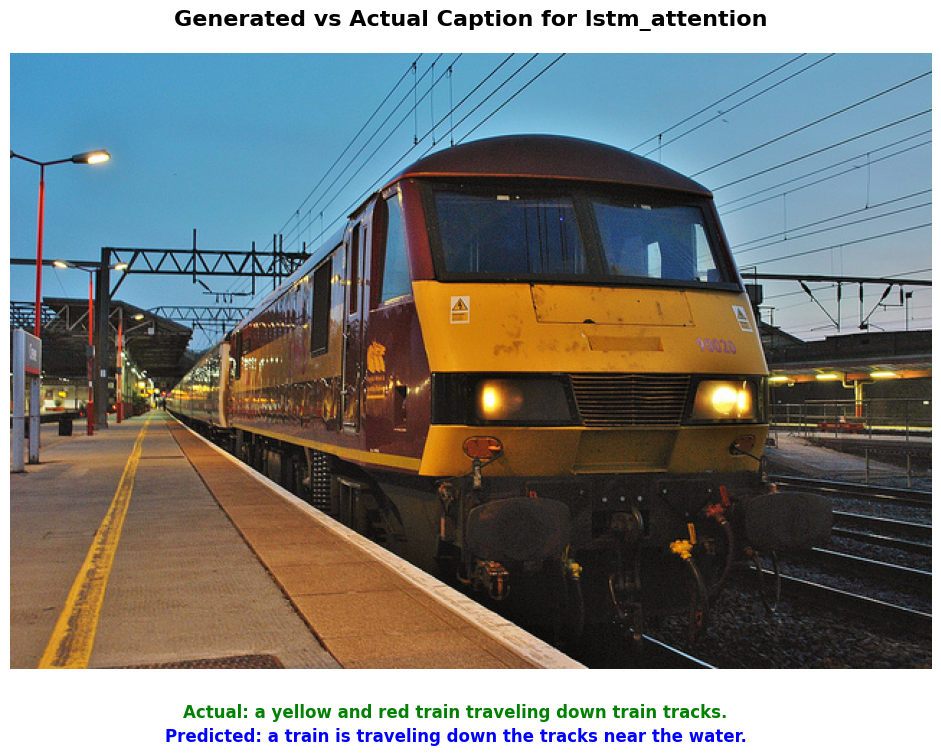 Generated vs Actual Caption for lstm_attention
90028
Actual: a yellow and red train traveling down train tracks.
Predicted: a train is traveling down the tracks near the water.